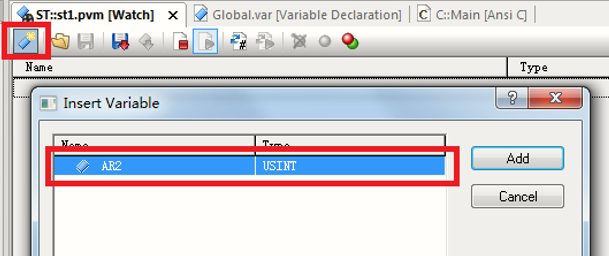 ST::st1.pvm [Watch] X Global.var [Variable Declaration] C C::Main [Ansi C]
Name Type
Insert Variable
Name Type
AR2 USINT
Add
Cancel